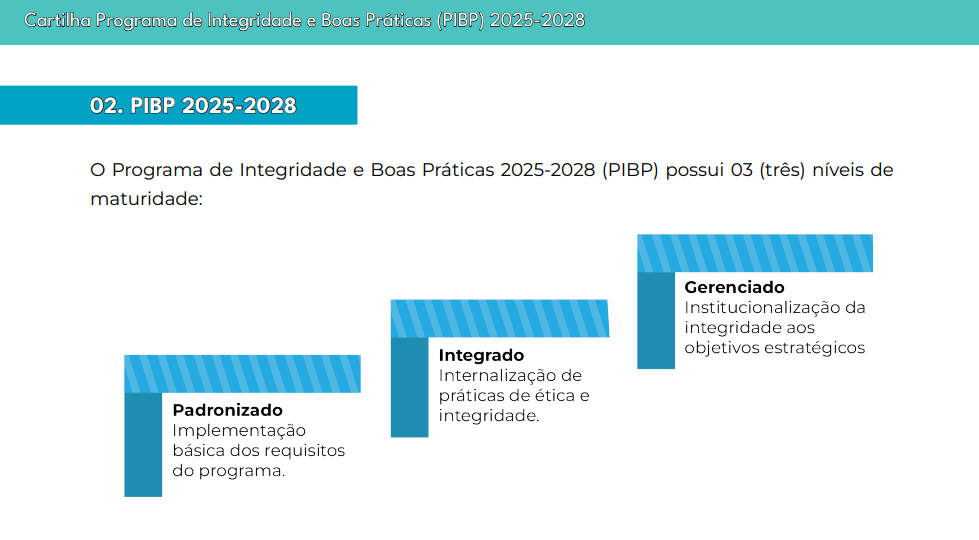 Cartilha Programa de Integridade e Boas Práticas (PIBP) 2025-2028
02. PIBP 2025-2028
O Programa de Integridade e Boas Práticas 2025-2028 (PIBP) possui 03 (três) níveis de
maturidade:
Padronizado
Implementação
básica dos requisitos
do programa.
Integrado
Internalização de
práticas de ética e
integridade.
Gerenciado
Institucionalização da
integridade aos
objetivos estratégicos